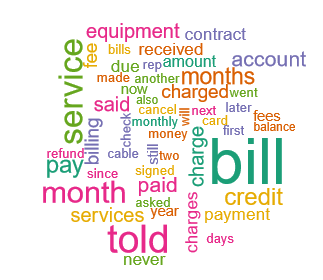 equipment contract
fee bills received
service due rep amount account
made another months
now charged went
said also cancel will next later
billing check monthly card fees
money charge first balance
refund cable still two bill
pay since signed
month paid asked credit
services year charges payment
told days
never